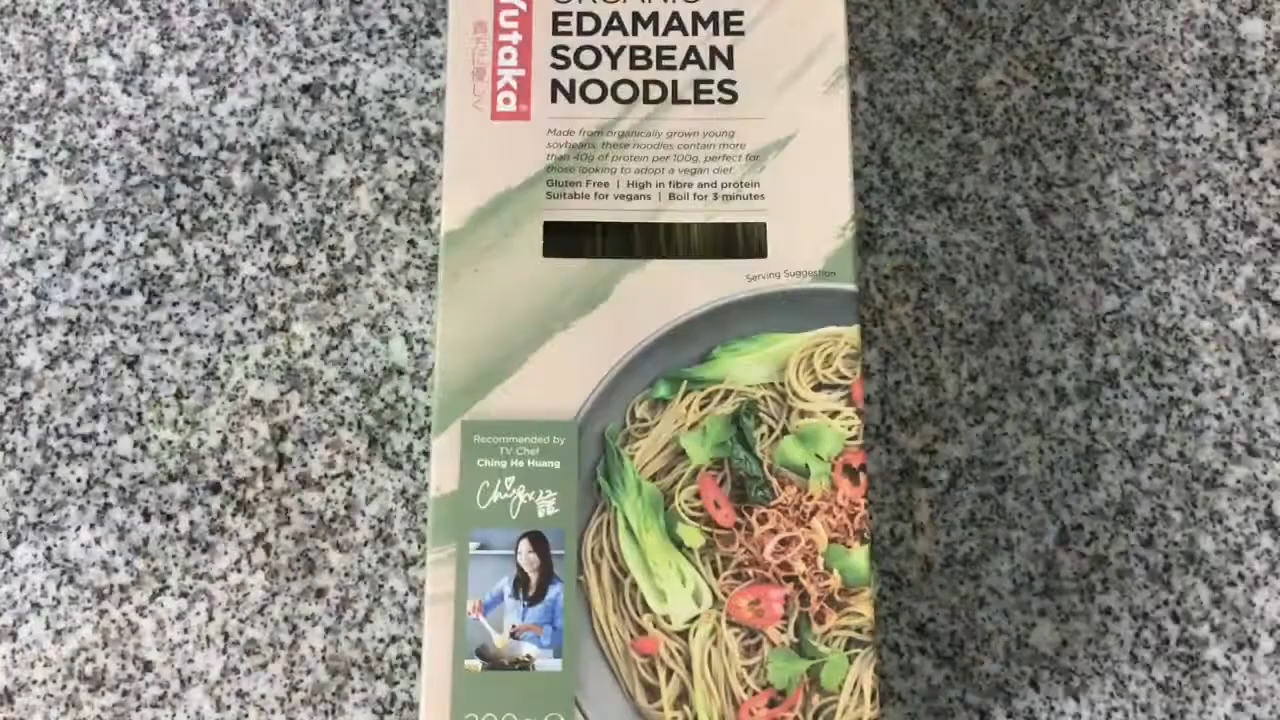 ORGANIC
EDAMAME
SOYBEAN
NOODLES
Yutaka
Made from organically grown young
soybeans, these noodles contain more
than 40g of protein per 100g, perfect for
those looking to adopt a vegan diet.
Gluten Free | High in fibre and protein
Suitable for vegans | Boil for 3 minutes
Serving Suggestion
Recommended by
TV Chef
Ching He Huang
200g e